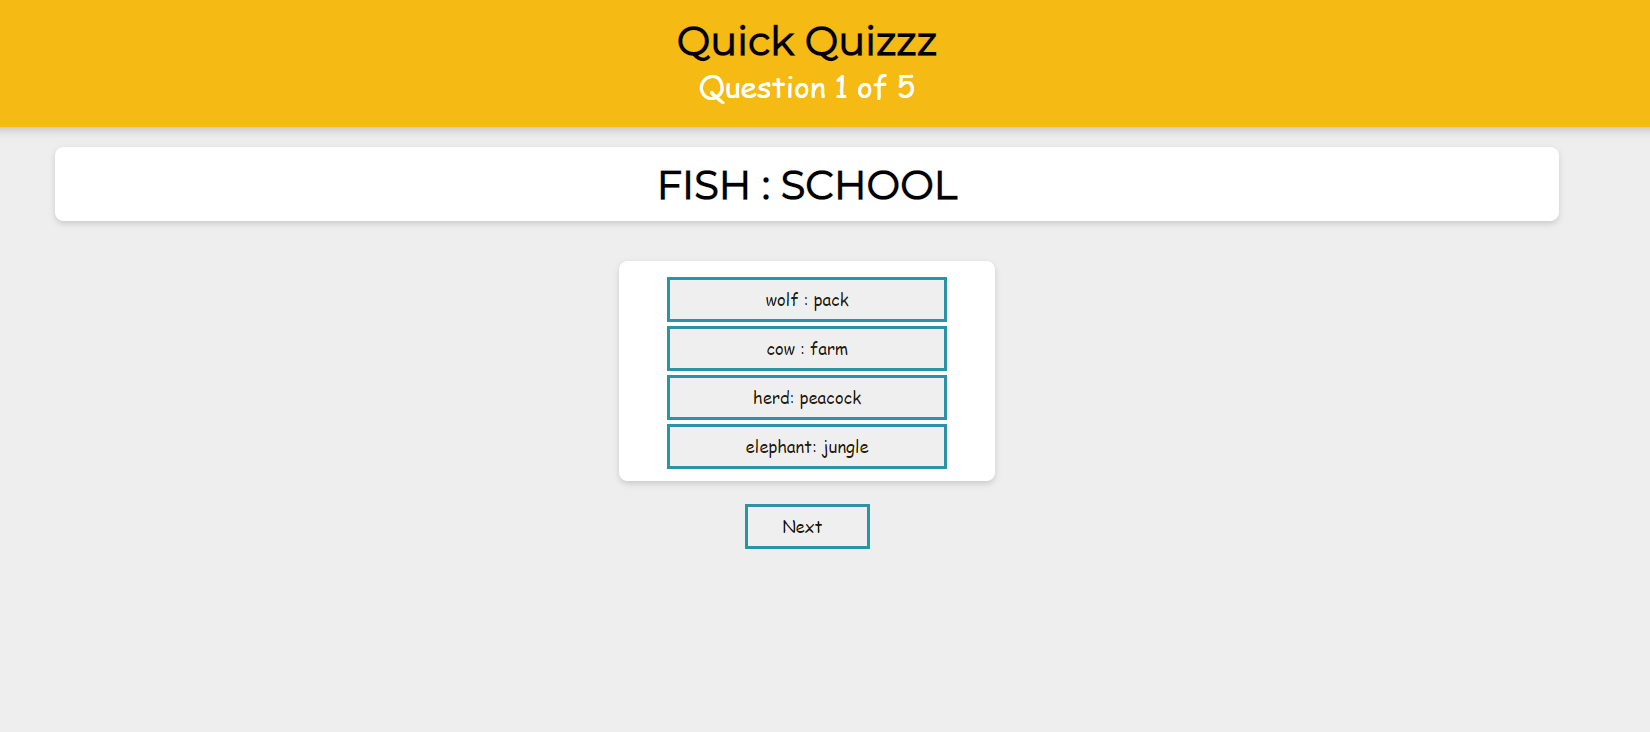 Quick Quizzz
Question 1 of 5
FISH : SCHOOL
wolf : pack
cow : farm
herd: peacock
elephant: jungle
Next